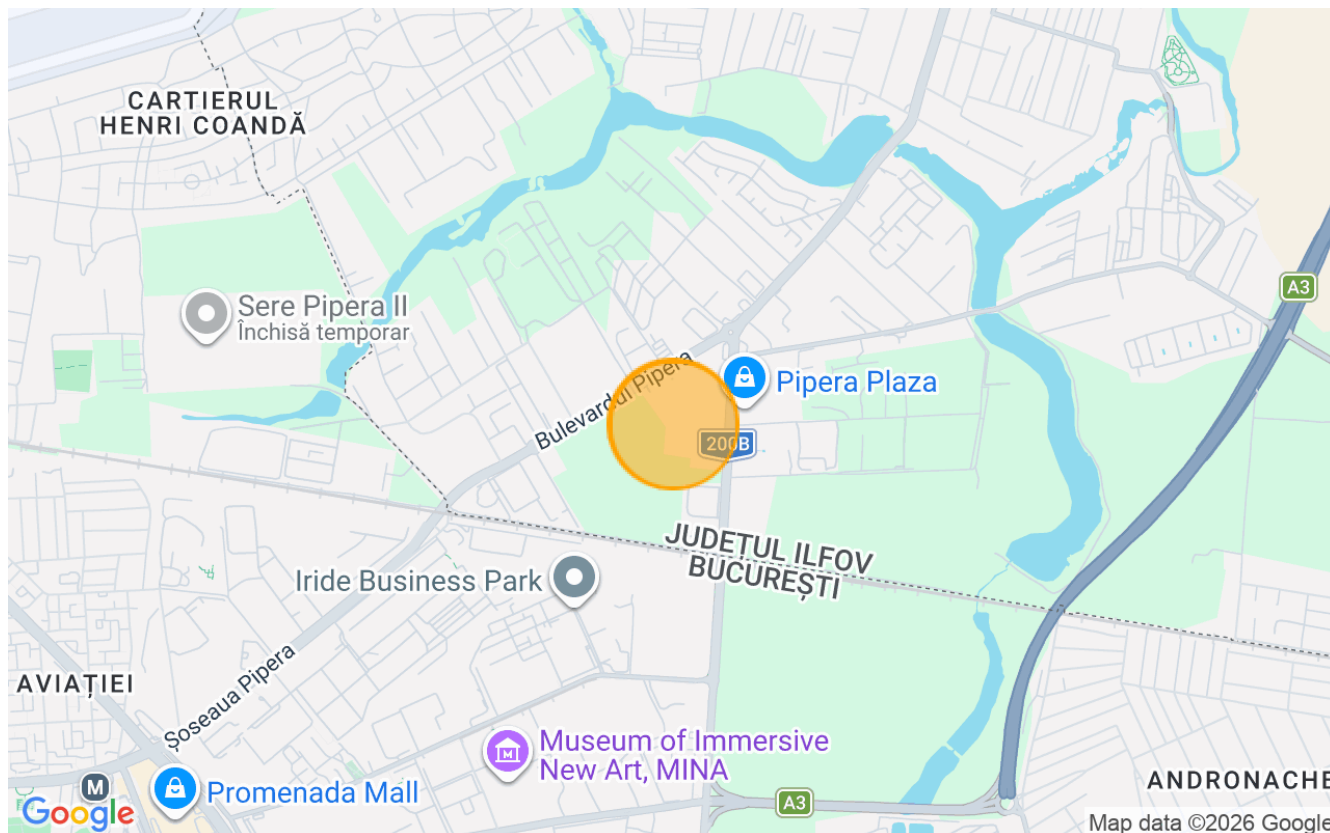 CARTIERUL
HENRI COANDĂ
A3
Sere Pipera II
Închisă temporar
Bulevardul Pipera
Pipera Plaza
200B
JUDEȚUL ILFOV
BUCUREȘTI
Iride Business Park
AVIAȚIEI
Șoseaua Pipera
Museum of Immersive
New Art, MINA
M
Promenada Mall
A3
ANDRONACHE
Google
Map data ©2026 Google